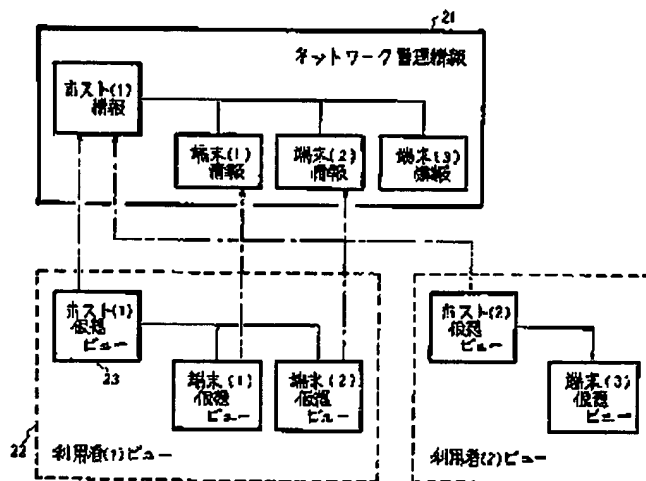 21
ネットワーク管理情報
ホスト(1)
情報
端末(1)
情報
端末(2)
情報
端末(3)
情報
ホスト(1)
仮想
ビュー
23
端末(1)
仮想
ビュー
端末(2)
仮想
ビュー
22
利用者(1)ビュー
ホスト(2)
仮想
ビュー
端末(3)
仮想
ビュー
利用者(2)ビュー